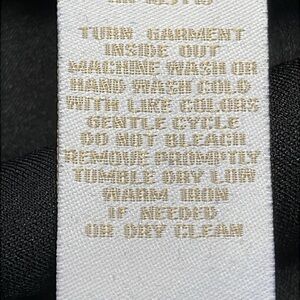 TURN GARMENT
INSIDE OUT
MACHINE WASH OR
HAND WASH COLD
WITH LIKE COLORS
GENTLE CYCLE
DO NOT BLEACH
REMOVE PROMPTLY
TUMBLE DRY LOW
WARM IRON
IF NEEDED
OR DRY CLEAN